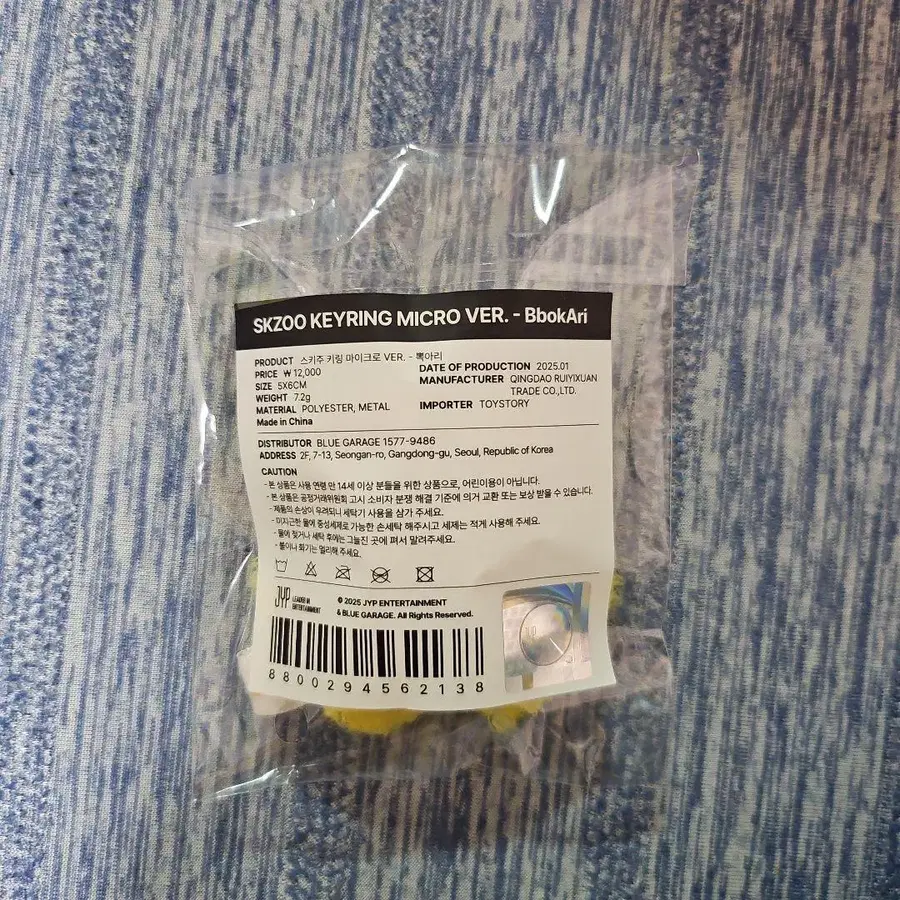 SKZOO KEYRING MICRO VER. - BbokAri
PRODUCT 스키주 키링 마이크로 VER. - 뽁아리
PRICE ₩ 12,000
SIZE 5X6CM
WEIGHT 7.2g
MATERIAL POLYESTER, METAL
Made in China
DATE OF PRODUCTION 2025.01
MANUFACTURER QINGDAO RUIYIXUAN
TRADE CO.,LTD.
IMPORTER TOYSTORY
DISTRIBUTOR BLUE GARAGE 1577-9486
ADDRESS 2F, 7-13, Seongan-ro, Gangdong-gu, Seoul, Republic of Korea
CAUTION
- 본 상품은 사용 연령 만 14세 이상 분들을 위한 상품으로, 어린이용이 아닙니다.
- 본 상품은 공정거래위원회 고시 소비자 분쟁 해결 기준에 의거 교환 또는 보상 받을 수 있습니다.
- 제품의 손상이 우려되니 세탁기 사용을 삼가 주세요.
- 미지근한 물에 중성세제로 가능한 손세탁 해주시고 세제는 적게 사용해 주세요.
- 물에 젖거나 세탁 후에는 그늘진 곳에 펴서 말려주세요.
- 불이나 화기는 멀리해 주세요.
JYP LEADER IN
ENTERTAINMENT
© 2025 JYP ENTERTAINMENT
& BLUE GARAGE. All Rights Reserved.
8800294562138